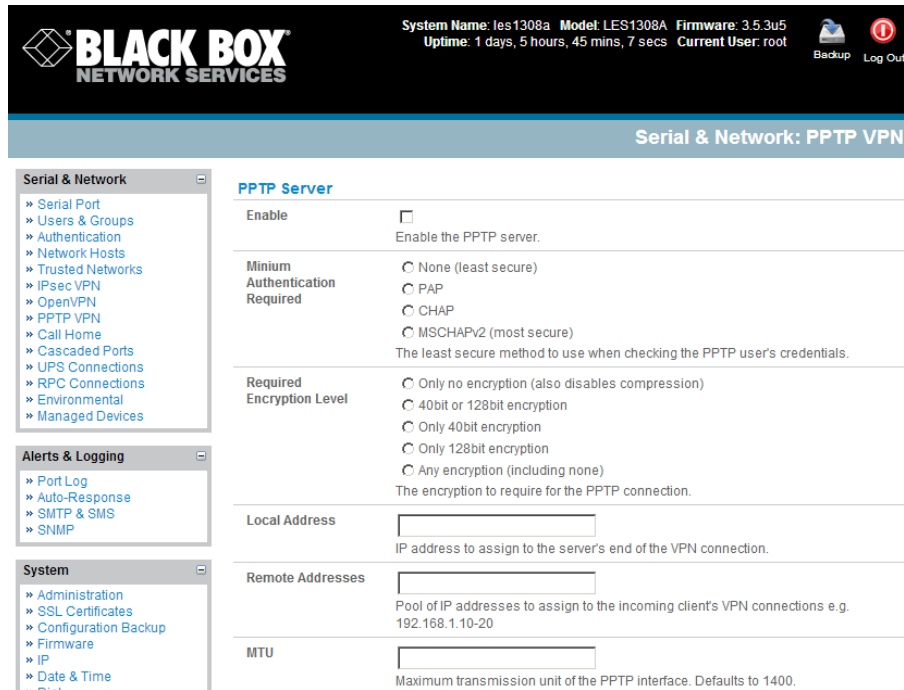 BLACK BOX
NETWORK SERVICES
System Name: les1308a Model: LES1308A Firmware: 3.5.3u5
Uptime: 1 days, 5 hours, 45 mins, 7 secs Current User: root
Backup
Log Out
Serial & Network: PPTP VPN
Serial & Network
» Serial Port
» Users & Groups
» Authentication
» Network Hosts
» Trusted Networks
» IPsec VPN
» OpenVPN
» PPTP VPN
» Call Home
» Cascaded Ports
» UPS Connections
» RPC Connections
» Environmental
» Managed Devices
Alerts & Logging
» Port Log
» Auto-Response
» SMTP & SMS
» SNMP
System
» Administration
» SSL Certificates
» Configuration Backup
» Firmware
» IP
» Date & Time
PPTP Server
Enable
Enable the PPTP server.
Minium
Authentication
Required
None (least secure)
PAP
CHAP
MSCHAPv2 (most secure)
The least secure method to use when checking the PPTP user's credentials.
Required
Encryption Level
Only no encryption (also disables compression)
40bit or 128bit encryption
Only 40bit encryption
Only 128bit encryption
Any encryption (including none)
The encryption to require for the PPTP connection.
Local Address
IP address to assign to the server's end of the VPN connection.
Remote Addresses
Pool of IP addresses to assign to the incoming client's VPN connections e.g.
192.168.1.10-20
MTU
Maximum transmission unit of the PPTP interface. Defaults to 1400.